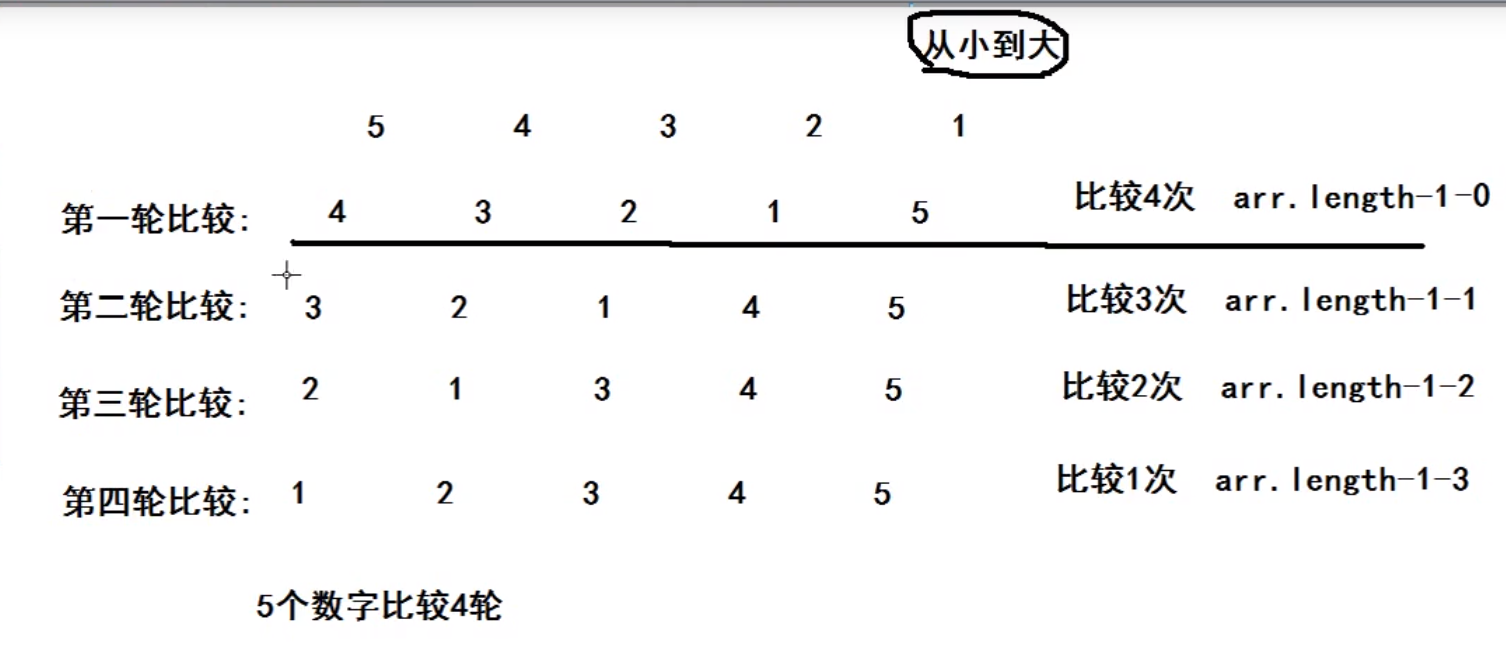 从小到大
5 4 3 2 1
第一轮比较: 4 3 2 1 5 比较4次 arr.length-1-0
第二轮比较: 3 2 1 4 5 比较3次 arr.length-1-1
第三轮比较: 2 1 3 4 5 比较2次 arr.length-1-2
第四轮比较: 1 2 3 4 5 比较1次 arr.length-1-3
5个数字比较4轮